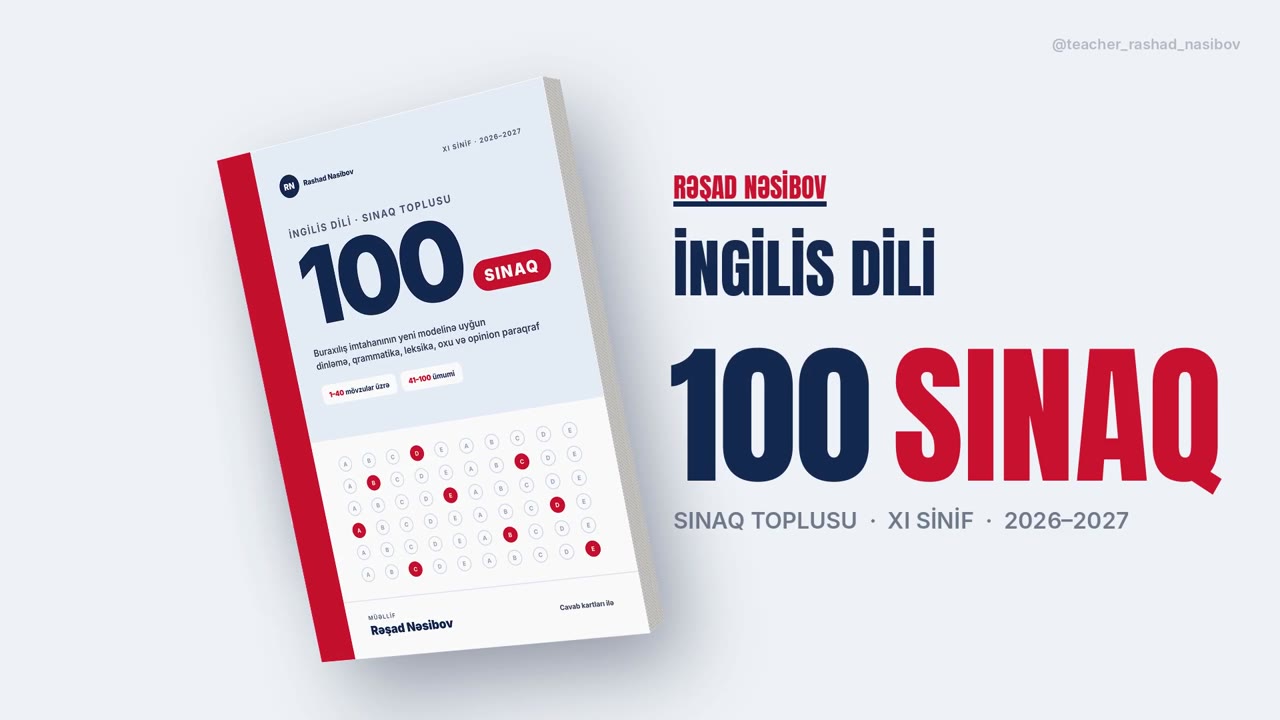 @teacher_rashad_nasibov
XI SİNİF · 2026–2027
RN Rashad Nasibov
İNGİLİS DİLİ · SINAQ TOPLUSU
100 SINAQ
Buraxılış imtahanının yeni modelinə uyğun
dinləmə, qrammatika, leksika, oxu və opinion paraqraf
1–40 mövzular üzrə 41–100 ümumi
A B C D E A B C D E
A B C D E A B C D E
A B C D E A B C D E
A B C D E A B C D E
A B C D E A B C D E
A B C D E A B C D E
MÜƏLLİF
Rəşad Nəsibov
Cavab kartları ilə
RƏŞAD NƏSİBOV
İNGİLİS DİLİ
100 SINAQ
SINAQ TOPLUSU · XI SİNİF · 2026–2027